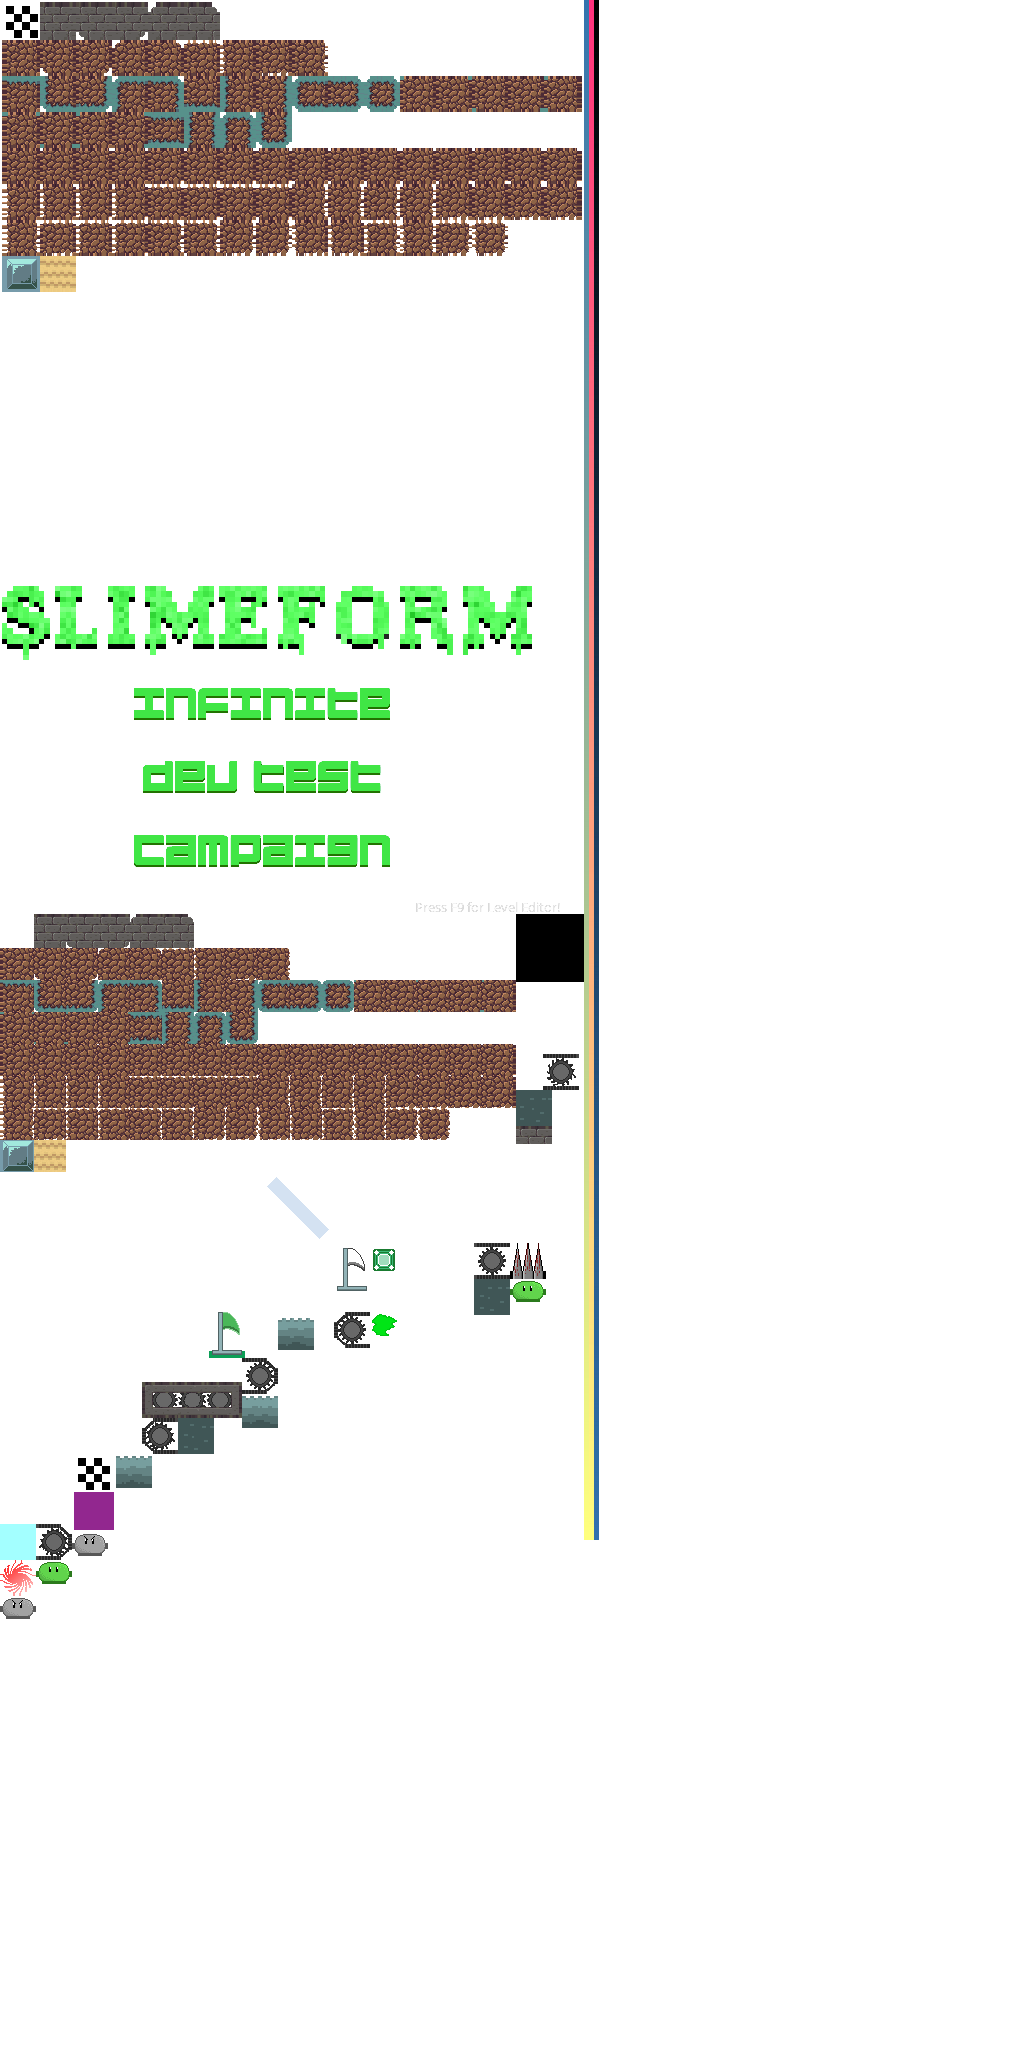 SLIMEFORM
INFINITE
DEV TEST
CAMPAIGN
Press F9 for Level Editor!